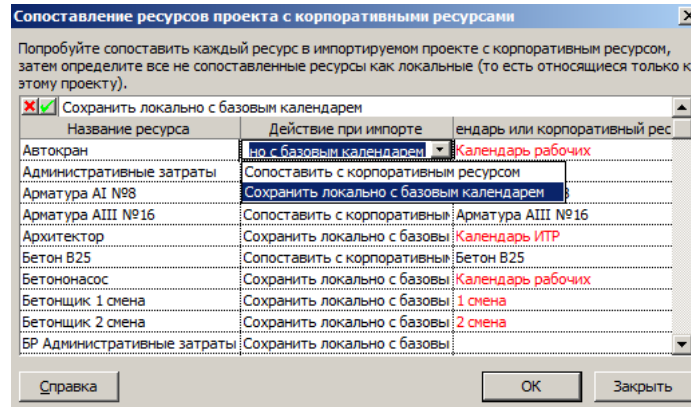 Сопоставление ресурсов проекта с корпоративными ресурсами
Попробуйте сопоставить каждый ресурс в импортируемом проекте с корпоративным ресурсом,
затем определите все не сопоставленные ресурсы как локальные (то есть относящиеся только к
этому проекту).
Сохранить локально с базовым календарем
Название ресурса Действие при импорте ендарь или корпоративный рес
Автокран но с базовым календарем Календарь рабочих
Административные затраты Сопоставить с корпоративным ресурсом
Арматура AI №8 Сохранить локально с базовым календарем 8
Арматура AIII №16 Сопоставить с корпоративным Арматура AIII №16
Архитектор Сохранить локально с базовы Календарь ИТР
Бетон В25 Сопоставить с корпоративным Бетон В25
Бетононасос Сохранить локально с базовы Календарь рабочих
Бетонщик 1 смена Сохранить локально с базовы 1 смена
Бетонщик 2 смена Сохранить локально с базовы 2 смена
БР Административные затраты Сохранить локально с базовы
Справка ОК Закрыть